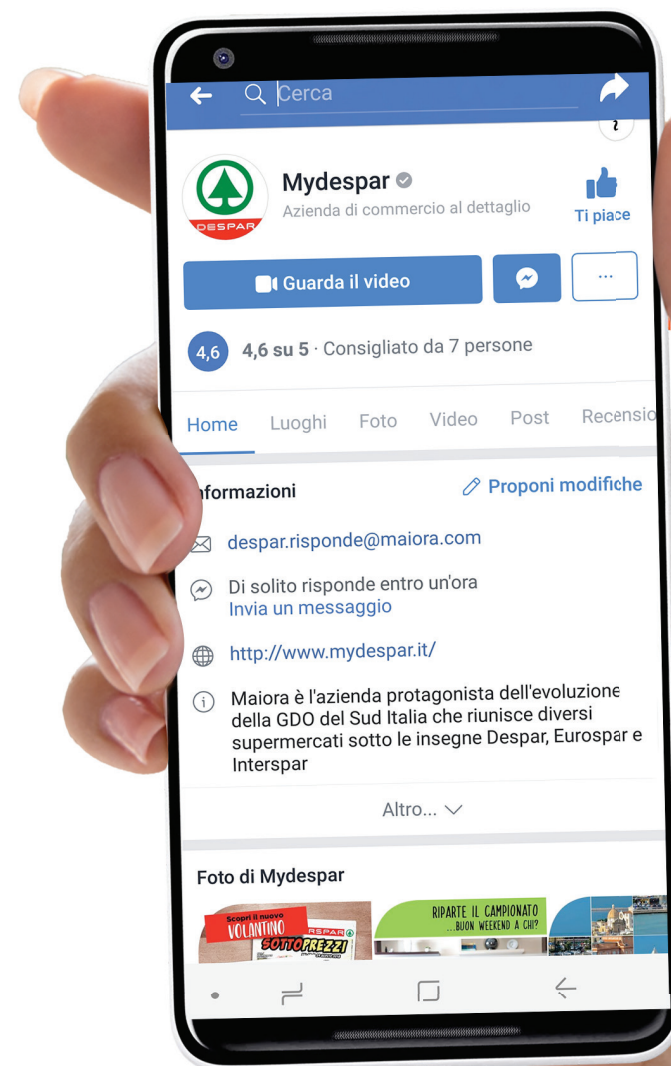 Cerca
Mydespar
Azienda di commercio al dettaglio
DESPAR
Ti piace
Guarda il video
...
4,6
4,6 su 5 · Consigliato da 7 persone
Home Luoghi Foto Video Post Recensio
Informazioni
Proponi modifiche
despar.risponde@maiora.com
Di solito risponde entro un'ora
Invia un messaggio
http://www.mydespar.it/
Maiora è l'azienda protagonista dell'evoluzione
della GDO del Sud Italia che riunisce diversi
supermercati sotto le insegne Despar, Eurospar e
Interspar
Altro...
Foto di Mydespar
Scopri il nuovo
VOLANTINO
SOTTOPREZZI
RIPARTE IL CAMPIONATO
...BUON WEEKEND A CHI?